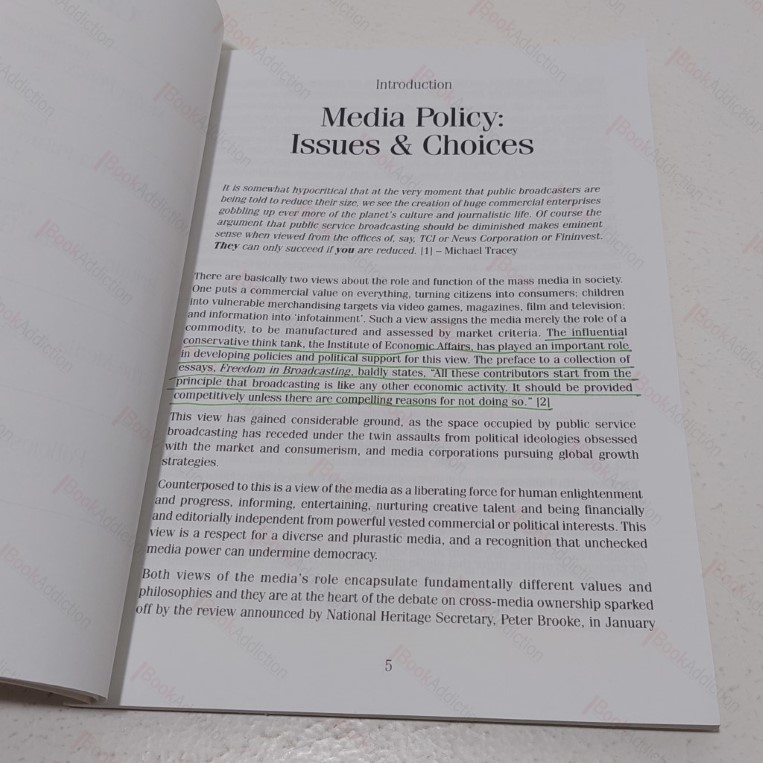 Introduction
Media Policy:
Issues & Choices
It is somewhat hypocritical that at the very moment that public broadcasters are
being told to reduce their size, we see the creation of huge commercial enterprises
gobbling up ever more of the planet's culture and journalistic life. Of course the
argument that public service broadcasting should be diminished makes eminent
sense when viewed from the offices of, say, TCI or News Corporation or Fininvest.
They can only succeed if you are reduced. [1] – Michael Tracey
There are basically two views about the role and function of the mass media in society.
One puts a commercial value on everything, turning citizens into consumers; children
into vulnerable merchandising targets via video games, magazines, film and television;
and information into 'infotainment'. Such a view assigns the media merely the role of a
commodity, to be manufactured and assessed by market criteria. The influential
conservative think tank, the Institute of Economic Affairs, has played an important role
in developing policies and political support for this view. The preface to a collection of
essays, Freedom in Broadcasting, baldly states, "All these contributors start from the
principle that broadcasting is like any other economic activity. It should be provided
competitively unless there are compelling reasons for not doing so." [2]
This view has gained considerable ground, as the space occupied by public service
broadcasting has receded under the twin assaults from political ideologies obsessed
with the market and consumerism, and media corporations pursuing global growth
strategies.
Counterposed to this is a view of the media as a liberating force for human enlightenment
and progress, informing, entertaining, nurturing creative talent and being financially
and editorially independent from powerful vested commercial or political interests. This
view is a respect for a diverse and plurastic media, and a recognition that unchecked
media power can undermine democracy.
Both views of the media's role encapsulate fundamentally different values and
philosophies and they are at the heart of the debate on cross-media ownership sparked
off by the review announced by National Heritage Secretary, Peter Brooke, in January
5
BookAddiction